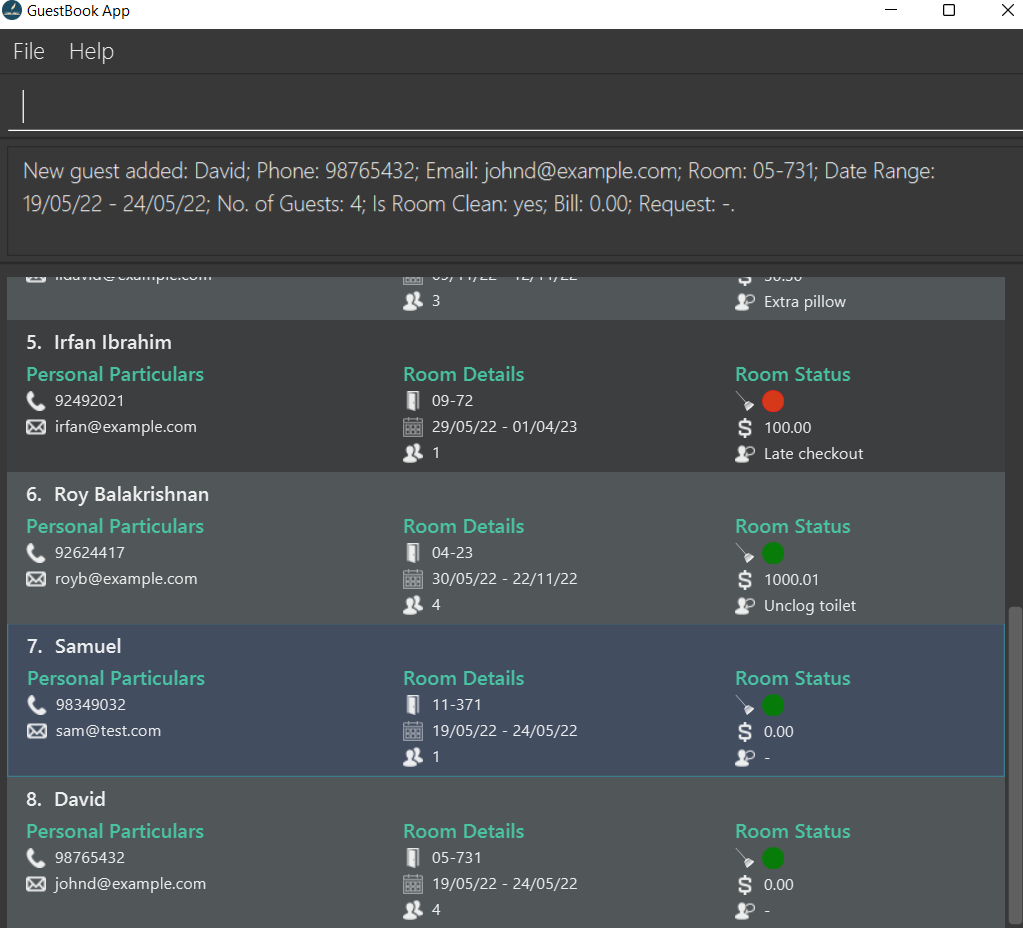 GuestBook App
File Help
New guest added: David; Phone: 98765432; Email: johnd@example.com; Room: 05-731; Date Range:
19/05/22 - 24/05/22; No. of Guests: 4; Is Room Clean: yes; Bill: 0.00; Request: -.
3 Extra pillow
5. Irfan Ibrahim
Personal Particulars Room Details Room Status
92492021 09-72
irfan@example.com 29/05/22 - 01/04/23 $ 100.00
1 Late checkout
6. Roy Balakrishnan
Personal Particulars Room Details Room Status
92624417 04-23
royb@example.com 30/05/22 - 22/11/22 $ 1000.01
4 Unclog toilet
7. Samuel
Personal Particulars Room Details Room Status
98349032 11-371
sam@test.com 19/05/22 - 24/05/22 $ 0.00
1 -
8. David
Personal Particulars Room Details Room Status
98765432 05-731
johnd@example.com 19/05/22 - 24/05/22 $ 0.00
4 -